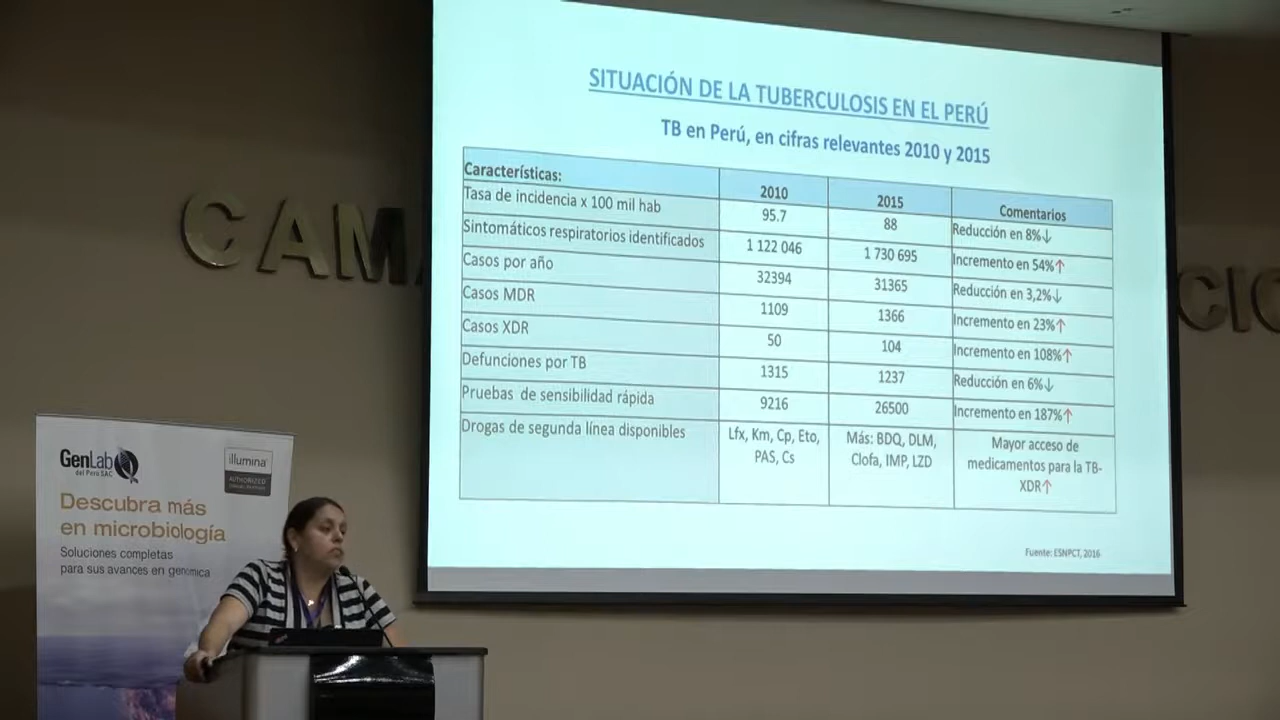 SITUACIÓN DE LA TUBERCULOSIS EN EL PERÚ
TB en Perú, en cifras relevantes 2010 y 2015
Características: 2010 2015 Comentarios
Tasa de incidencia x 100 mil hab 95.7 88 Reducción en 8%↓
Sintomáticos respiratorios identificados 1 122 046 1 730 695 Incremento en 54%↑
Casos por año 32394 31365 Reducción en 3,2%↓
Casos MDR 1109 1366 Incremento en 23%↑
Casos XDR 50 104 Incremento en 108%↑
Defunciones por TB 1315 1237 Reducción en 6%↓
Pruebas de sensibilidad rápida 9216 26500 Incremento en 187%↑
Drogas de segunda línea disponibles Lfx, Km, Cp, Eto, Más: BDQ, DLM, Mayor acceso de
PAS, Cs Clofa, IMP, LZD medicamentos para la TB-
XDR↑
Fuente: ESNPCT, 2016
CAMA
CIO
GenLab
del Perú SAC
illumina
AUTHORIZED
Descubra más
en microbiología
Soluciones completas
para sus avances en genómica